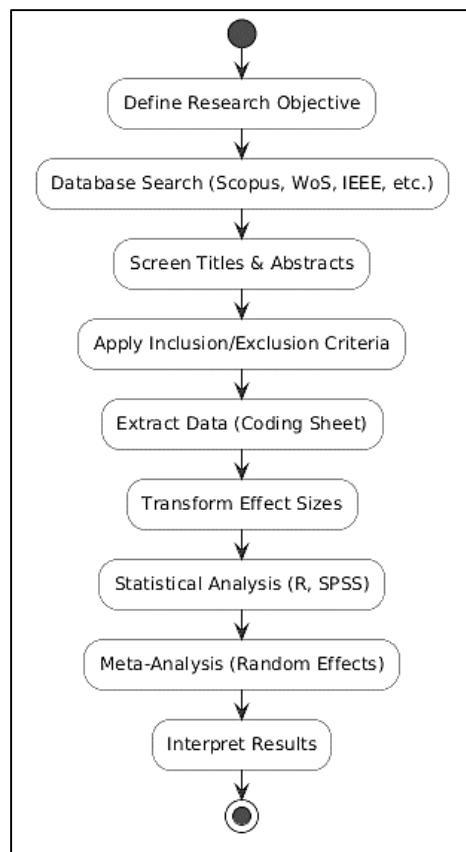 Define Research Objective
Database Search (Scopus, WoS, IEEE, etc.)
Screen Titles & Abstracts
Apply Inclusion/Exclusion Criteria
Extract Data (Coding Sheet)
Transform Effect Sizes
Statistical Analysis (R, SPSS)
Meta-Analysis (Random Effects)
Interpret Results